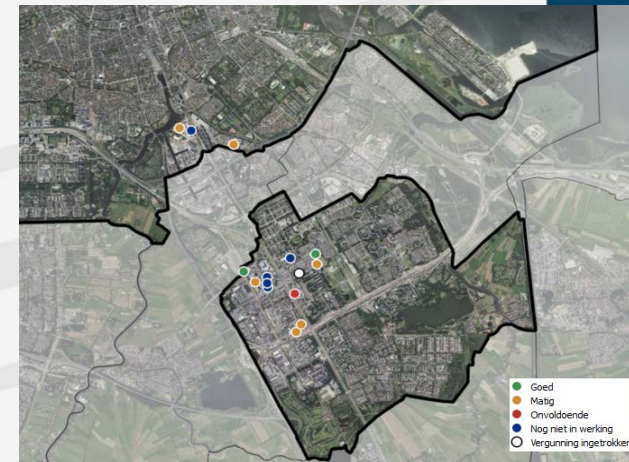 Goed
Matig
Onvoldoende
Nog niet in werking
Vergunning ingetrokken